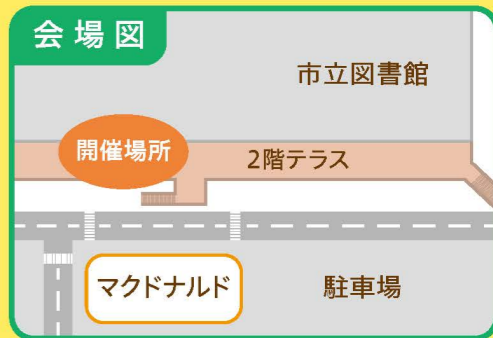 会場図
市立図書館
開催場所
2階テラス
マクドナルド
駐車場